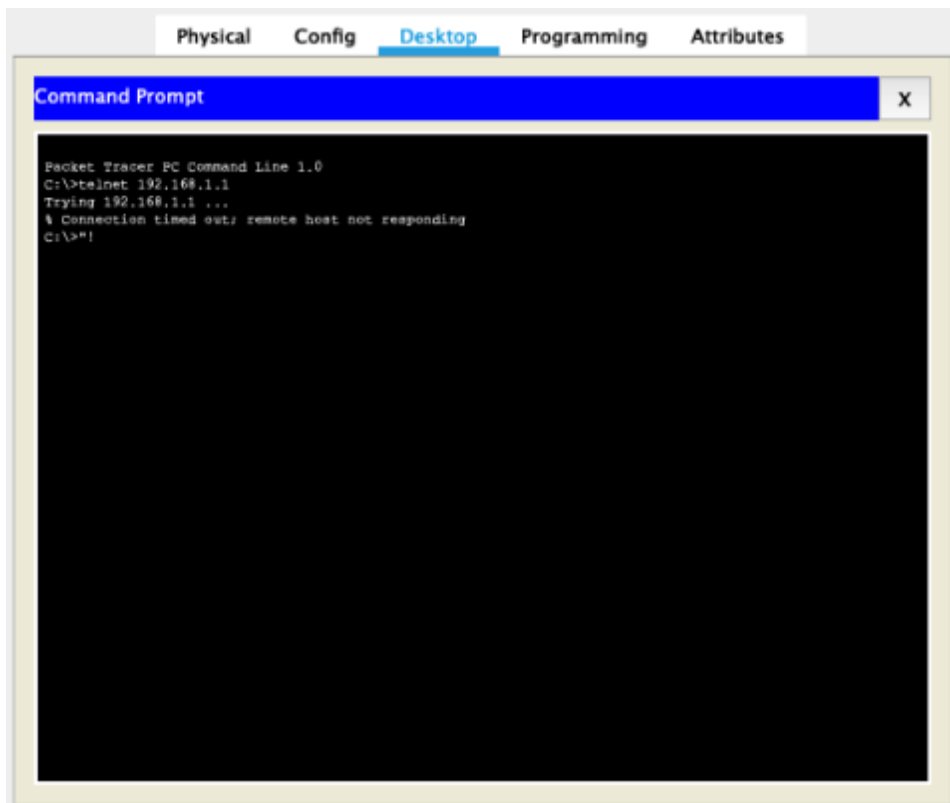 Physical Config Desktop Programming Attributes
Command Prompt X
Packet Tracer PC Command Line 1.0
C:\>telnet 192.168.1.1
Trying 192.168.1.1 ...
% Connection timed out; remote host not responding
C:\>"!